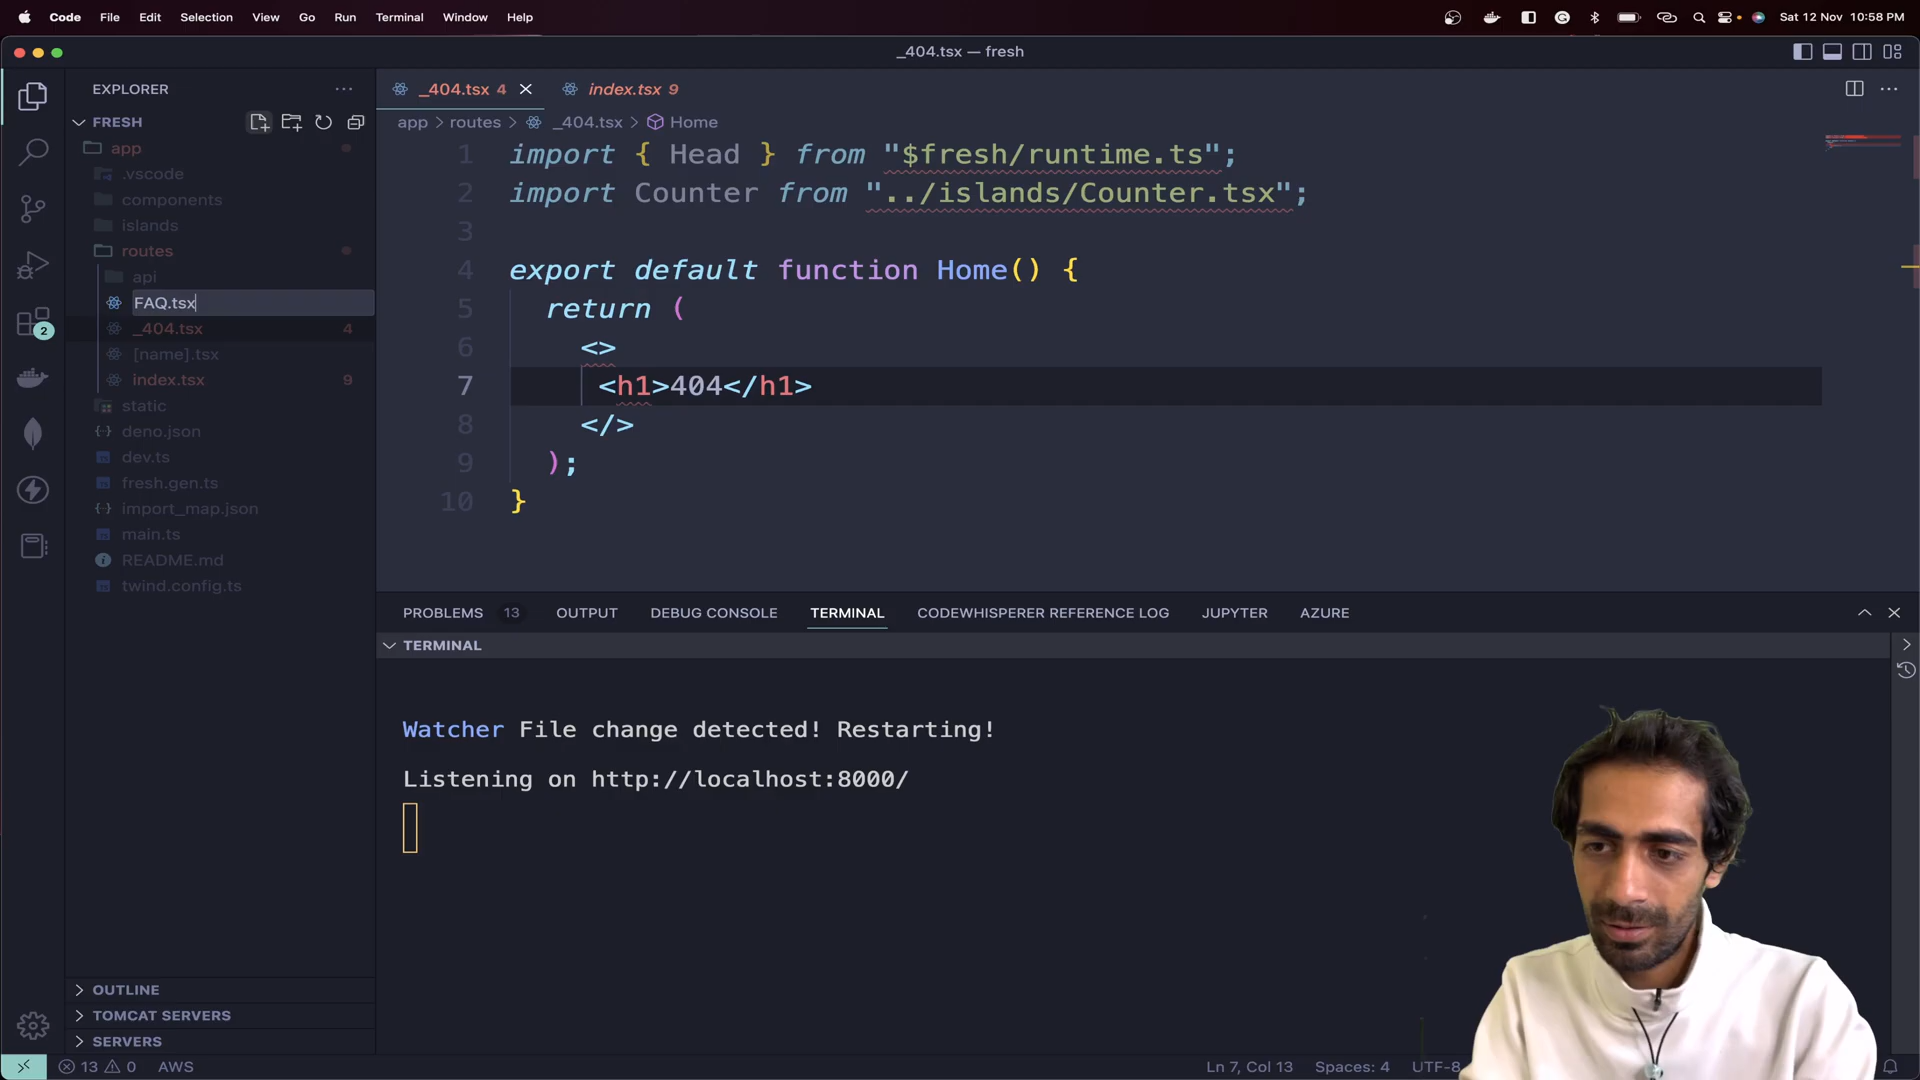 Code File Edit Selection View Go Run Terminal Window Help Sat 12 Nov 10:58 PM
_404.tsx — fresh
EXPLORER
_404.tsx 4
index.tsx 9
FRESH
app > routes > _404.tsx > Home
app
.vscode
components
islands
routes
api
FAQ.tsx
_404.tsx 4
[name].tsx
index.tsx 9
static
deno.json
dev.ts
fresh.gen.ts
import_map.json
main.ts
README.md
twind.config.ts
2
1 import { Head } from "$fresh/runtime.ts";
2 import Counter from "../islands/Counter.tsx";
3
4 export default function Home() {
5 return (
6 <>
7 <h1>404</h1>
8 </>
9 );
10 }
PROBLEMS 13 OUTPUT DEBUG CONSOLE TERMINAL CODEWHISPERER REFERENCE LOG JUPYTER AZURE
TERMINAL
Watcher File change detected! Restarting!
Listening on http://localhost:8000/
OUTLINE
TOMCAT SERVERS
SERVERS
13 0 AWS
Ln 7, Col 13 Spaces: 4 UTF-8